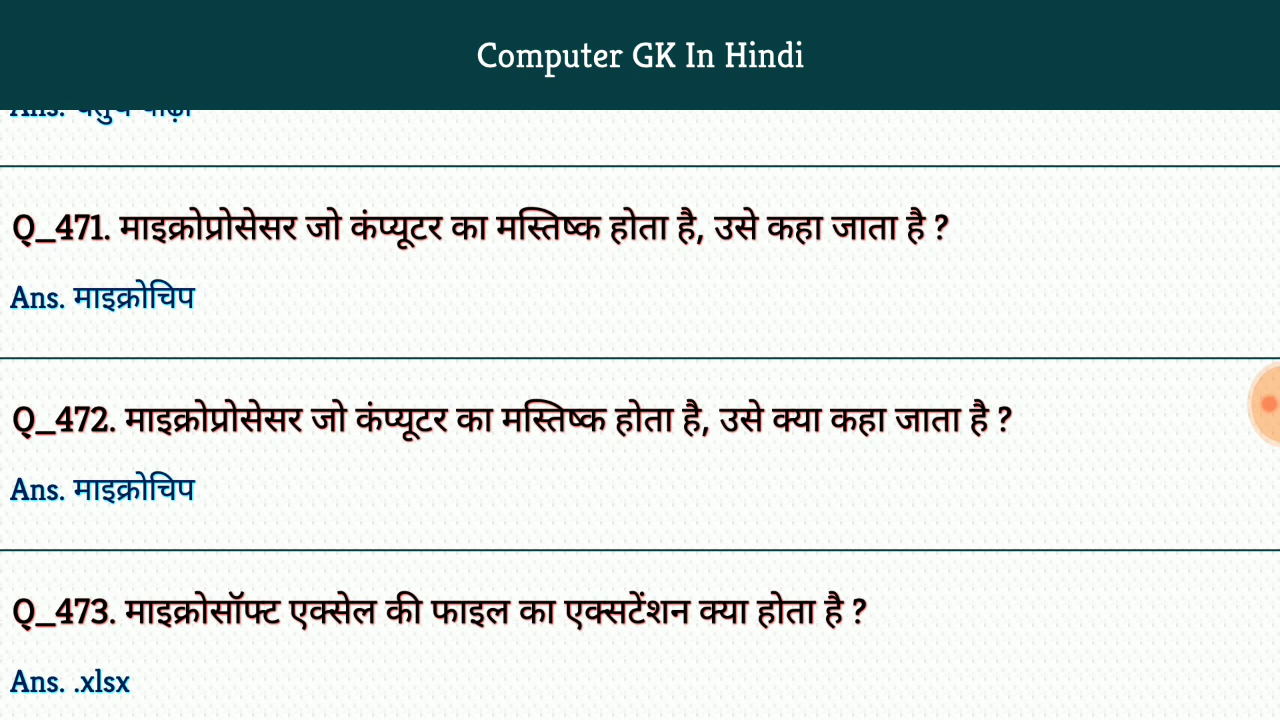 Computer GK In Hindi
Ans.
Q_471. माइक्रोप्रोसेसर जो कंप्यूटर का मस्तिष्क होता है, उसे कहा जाता है ?
Ans. माइक्रोचिप
Q_472. माइक्रोप्रोसेसर जो कंप्यूटर का मस्तिष्क होता है, उसे क्या कहा जाता है ?
Ans. माइक्रोचिप
Q_473. माइक्रोसॉफ्ट एक्सेल की फाइल का एक्सटेंशन क्या होता है ?
Ans. .xlsx